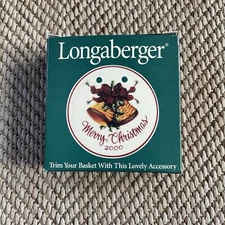 Longaberger®
Merry Christmas
2000
Trim Your Basket With This Lovely Accessory